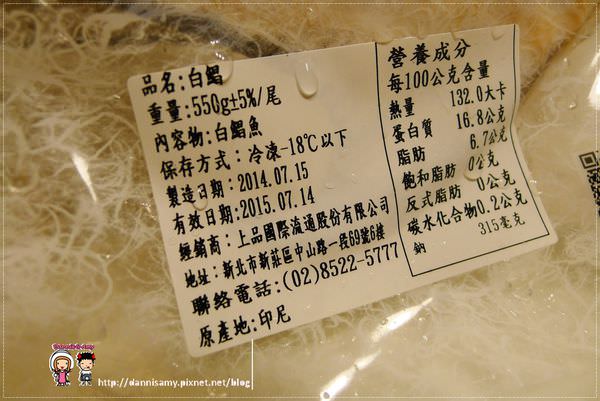 品名:白鯧
重量:550g±5%/尾
內容物:白鯧魚
保存方式:冷凍-18℃以下
製造日期:2014.07.15
有效日期:2015.07.14
經銷商:上品國際流通股份有限公司
地址:新北市新莊區中山路一段69號6樓
聯絡電話:(02)8522-5777
原產地:印尼
營養成分
每100公克含量
熱量 132.0大卡
蛋白質 16.8公克
脂肪 6.7公克
飽和脂肪 0公克
反式脂肪 0公克
碳水化合物0.2公克
鈉 315毫克
http://dannisamy.pixnet.net/blog